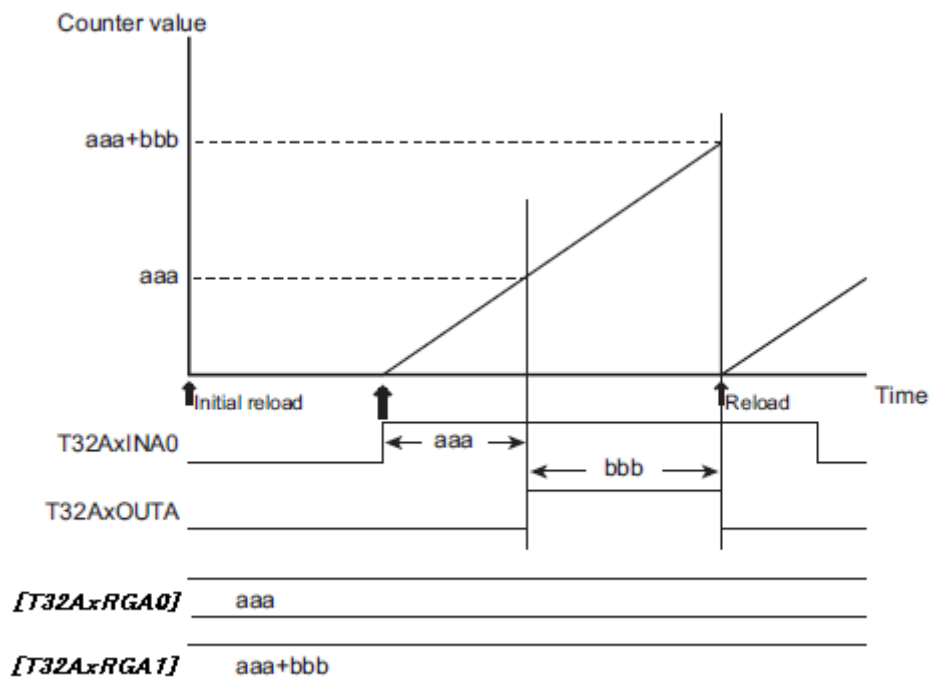 Counter value
aaa+bbb
aaa
Initial reload
Reload
Time
T32AxINA0
aaa
bbb
T32AxOUTA
[T32AxRGA0] aaa
[T32AxRGA1] aaa+bbb